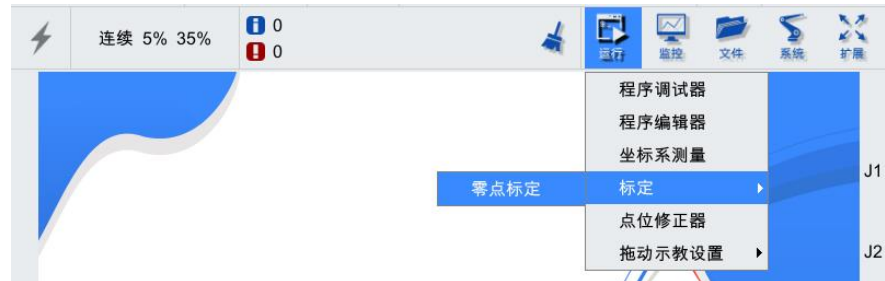 连续 5% 35%
0
0
运行
监控
文件
系统
扩展
程序调试器
程序编辑器
坐标系测量
零点标定
标定
点位修正器
拖动示教设置
J1
J2